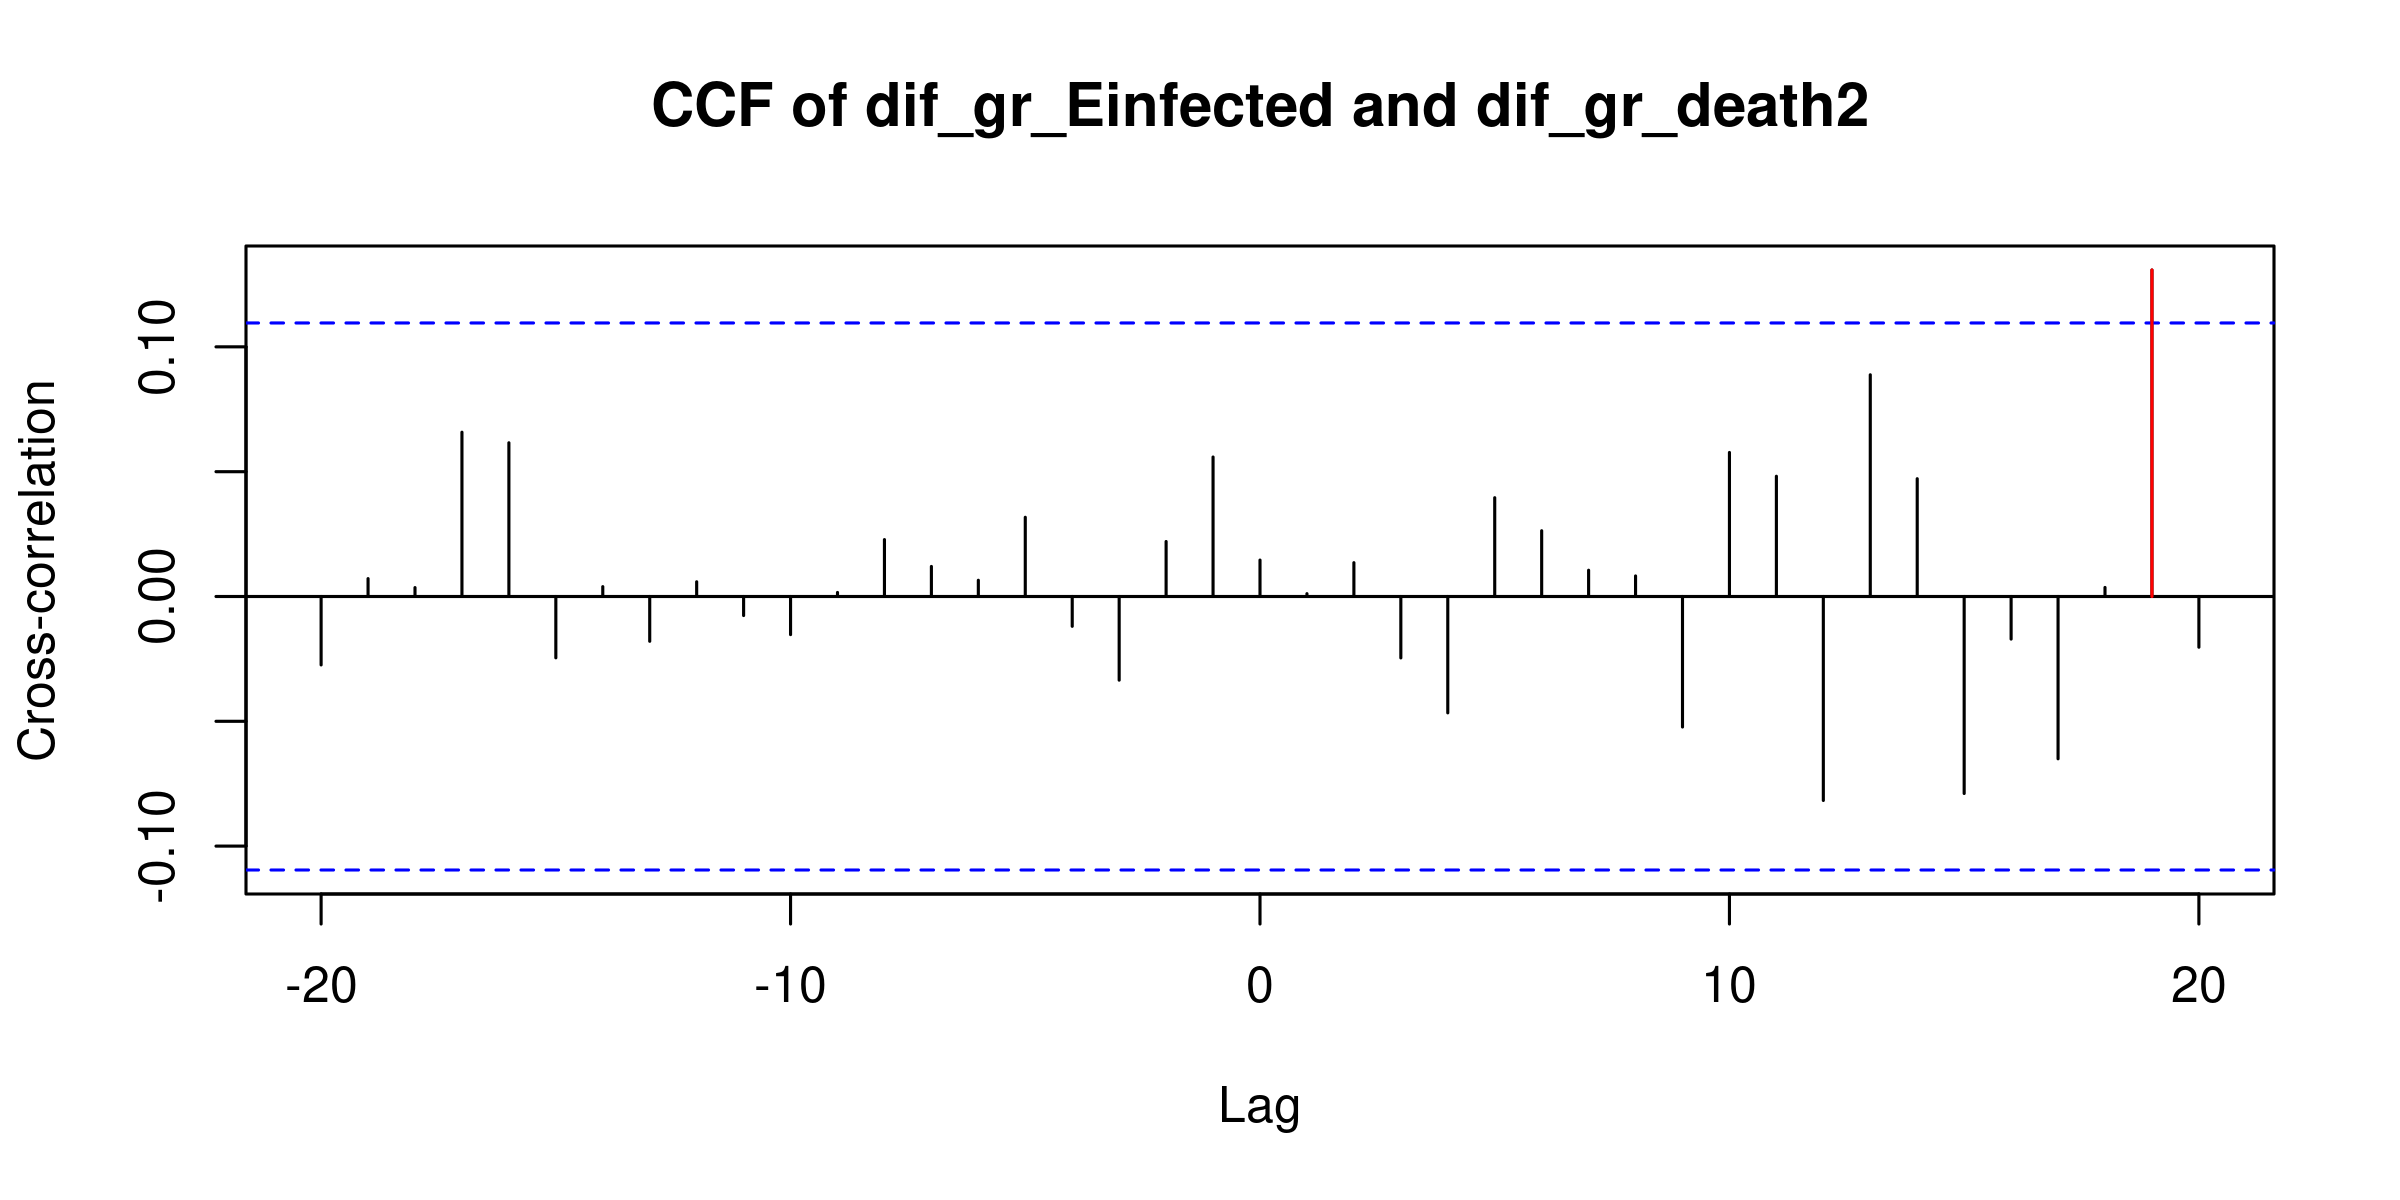 CCF of dif_gr_Einfected and dif_gr_death2
Cross-correlation
0.10
0.00
-0.10
-20 -10 0 10 20
Lag